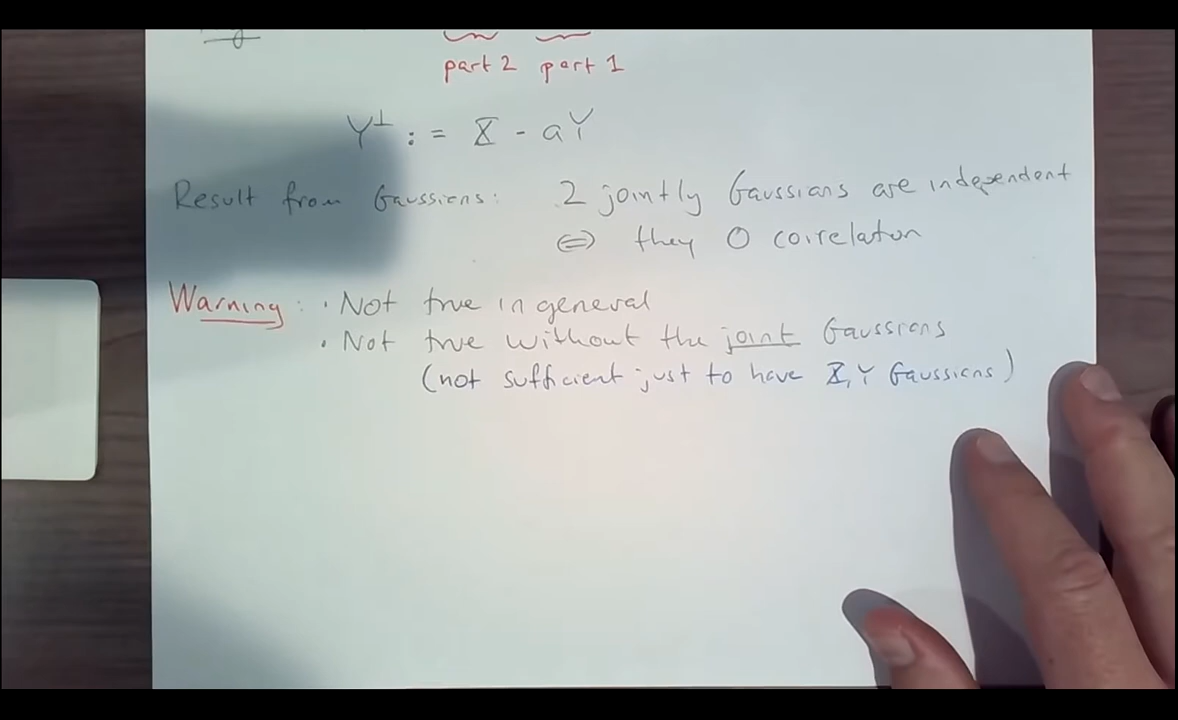 part 2 part 1
Y⊥ := X - aY
Result from Gaussians: 2 jointly Gaussians are independent
⇔ they 0 correlation
Warning: · Not true in general
· Not true without the joint Gaussians
(not sufficient just to have X, Y Gaussians)